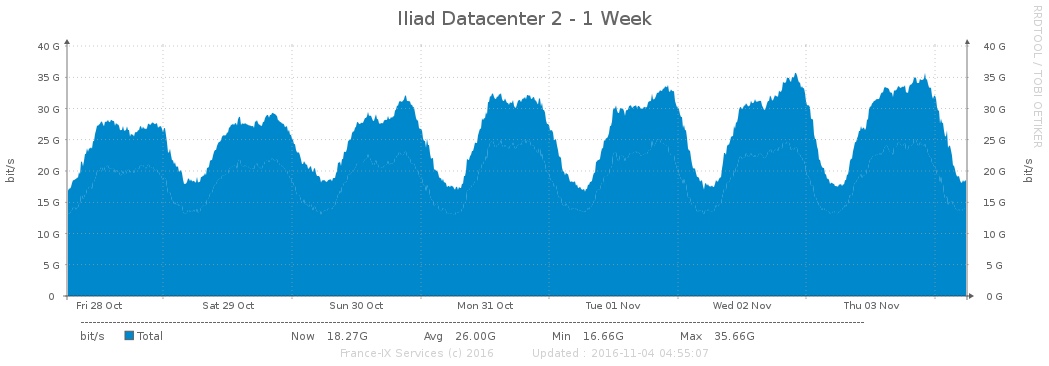 Iliad Datacenter 2 - 1 Week
RRDTOOL / TOBI OETIKER
bit/s
40 G 40 G
35 G 35 G
30 G 30 G
25 G 25 G
20 G 20 G
15 G 15 G
10 G 10 G
5 G 5 G
0 0 G
bit/s
Fri 28 Oct Sat 29 Oct Sun 30 Oct Mon 31 Oct Tue 01 Nov Wed 02 Nov Thu 03 Nov
bit/s Total Now 18.27G Avg 26.00G Min 16.66G Max 35.66G
France-IX Services (c) 2016 Updated : 2016-11-04 04:55:07